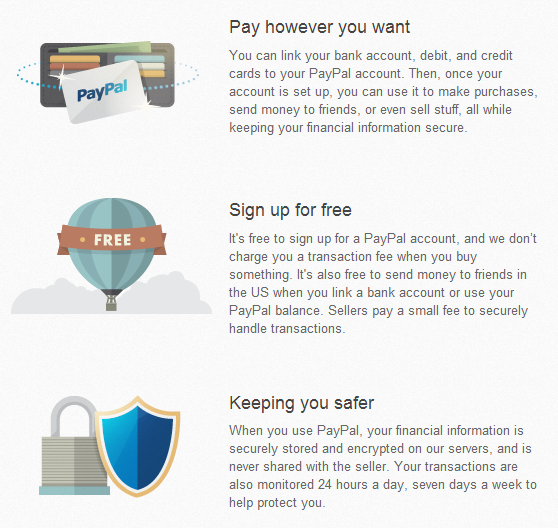 Pay however you want
PayPal
You can link your bank account, debit, and credit
cards to your PayPal account. Then, once your
account is set up, you can use it to make purchases,
send money to friends, or even sell stuff, all while
keeping your financial information secure.
Sign up for free
FREE
It's free to sign up for a PayPal account, and we don’t
charge you a transaction fee when you buy
something. It's also free to send money to friends in
the US when you link a bank account or use your
PayPal balance. Sellers pay a small fee to securely
handle transactions.
Keeping you safer
When you use PayPal, your financial information is
securely stored and encrypted on our servers, and is
never shared with the seller. Your transactions are
also monitored 24 hours a day, seven days a week to
help protect you.